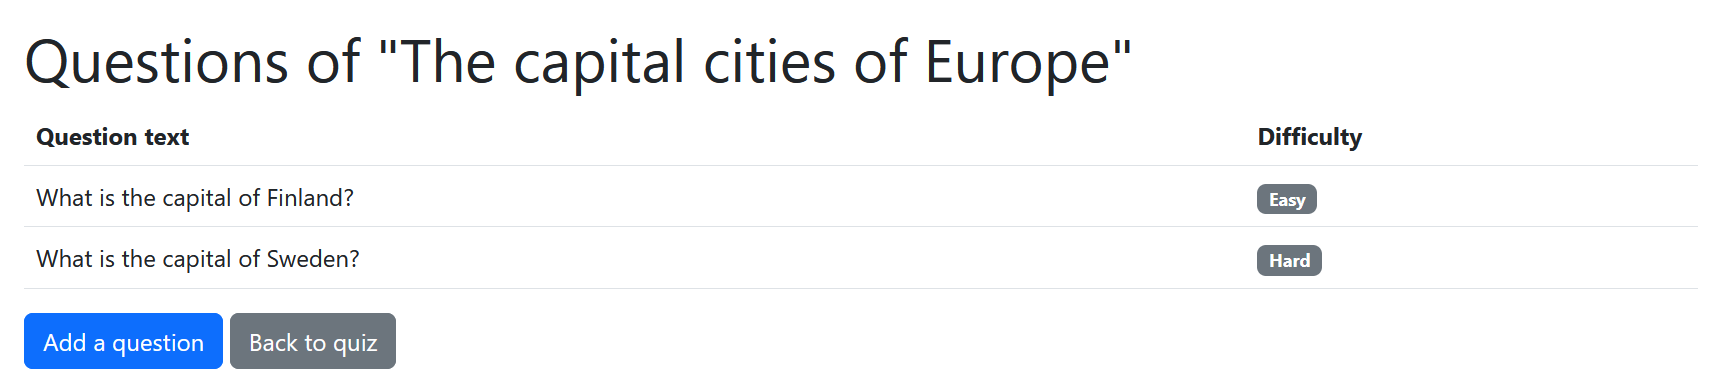 Questions of "The capital cities of Europe"
Question text Difficulty
What is the capital of Finland? Easy
What is the capital of Sweden? Hard
Add a question Back to quiz